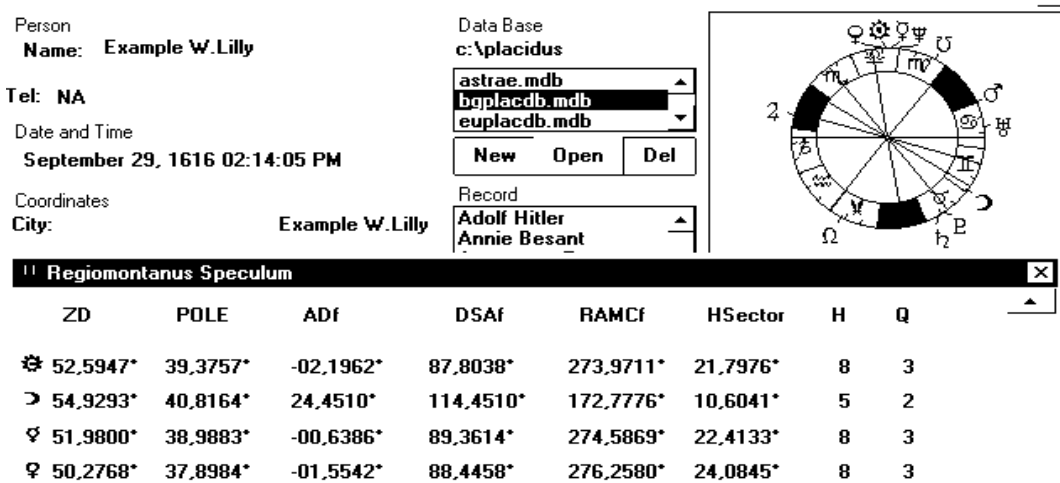 Person
Name: Example W.Lilly
Tel: NA
Date and Time
September 29, 1616 02:14:05 PM
Coordinates
City: Example W.Lilly
Data Base
c:\placidus
astrae.mdb
bgplacdb.mdb
euplacdb.mdb
New Open Del
Record
Adolf Hitler
Annie Besant
Regiomontanus Speculum
ZD POLE ADf DSAf RAMCf HSector H Q
☼ 52,5947* 39,3757* -02,1962* 87,8038* 273,9711* 21,7976* 8 3
☽ 54,9293* 40,8164* 24,4510* 114,4510* 172,7776* 10,6041* 5 2
☿ 51,9800* 38,9883* -00,6386* 89,3614* 274,5869* 22,4133* 8 3
♀ 50,2768* 37,8984* -01,5542* 88,4458* 276,2580* 24,0845* 8 3